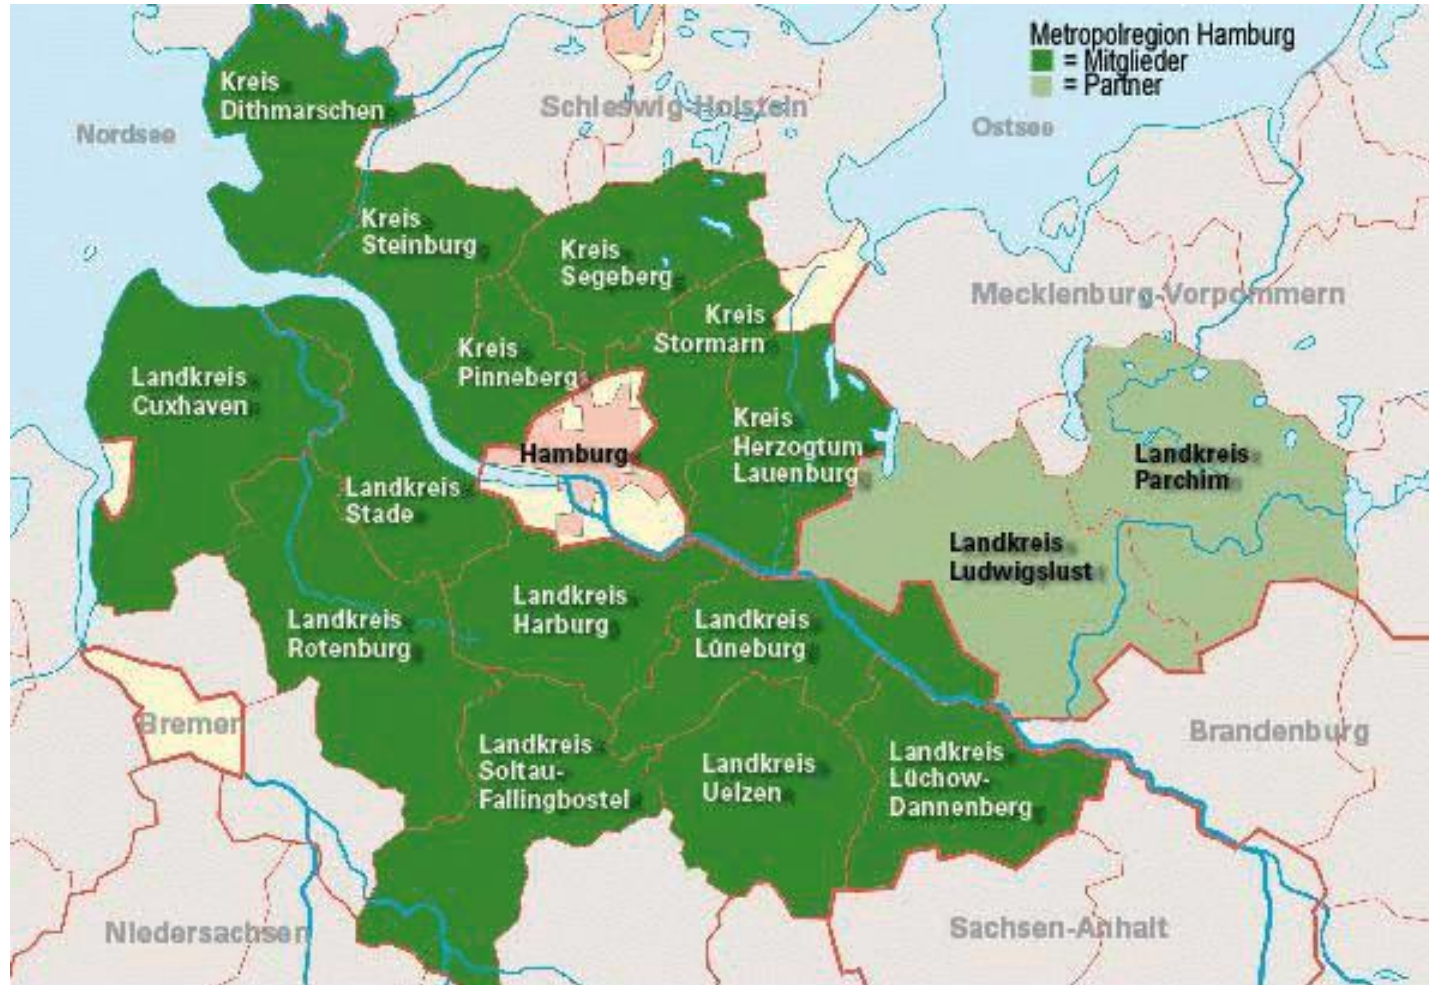 Metropolregion Hamburg
= Mitglieder
= Partner
Kreis
Dithmarschen
Schleswig-Holstein
Nordsee
Ostsee
Kreis
Steinburg
Kreis
Segeberg
Mecklenburg-Vorpommern
Kreis
Stormarn
Kreis
Pinneberg
Landkreis
Cuxhaven
Kreis
Herzogtum
Lauenburg
Hamburg
Landkreis
Parchim
Landkreis
Stade
Landkreis
Ludwigslust
Landkreis
Harburg
Landkreis
Rotenburg
Landkreis
Lüneburg
Bremen
Brandenburg
Landkreis
Soltau-
Fallingbostel
Landkreis
Uelzen
Landkreis
Lüchow-
Dannenberg
Niedersachsen
Sachsen-Anhalt